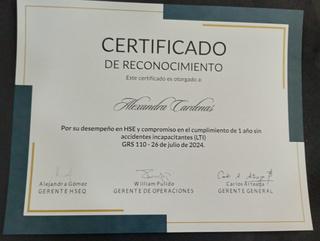 CERTIFICADO
DE RECONOCIMIENTO
Este certificado es otorgado a
Alexandra Cardenas
Por su desempeño en HSE y compromiso en el cumplimiento de 1 año sin
accidentes incapacitantes (LTI)
GRS 110 - 26 de julio de 2024.
Alejandra Gómez
GERENTE HSEQ
William Pulido
GERENTE DE OPERACIONES
Carlos Arteaga
GERENTE GENERAL